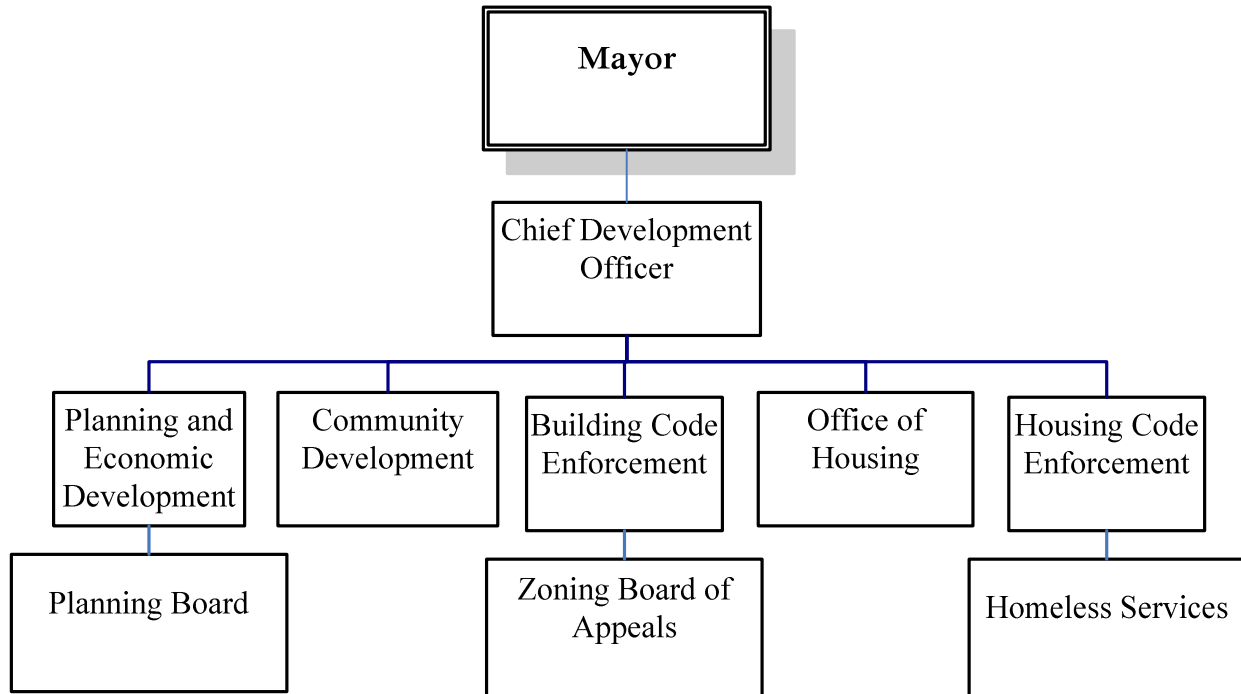 Mayor
Chief Development
Officer
Planning and
Economic
Development
Community
Development
Building Code
Enforcement
Office of
Housing
Housing Code
Enforcement
Planning Board
Zoning Board of
Appeals
Homeless Services